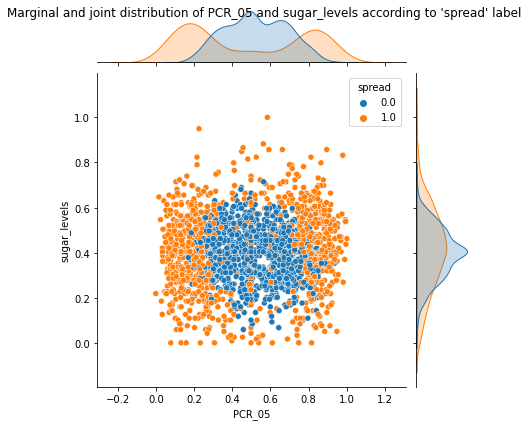 Marginal and joint distribution of PCR_05 and sugar_levels according to 'spread' label
spread
0.0
1.0
1.0
0.8
0.6
0.4
0.2
0.0
sugar_levels
−0.2 0.0 0.2 0.4 0.6 0.8 1.0 1.2
PCR_05